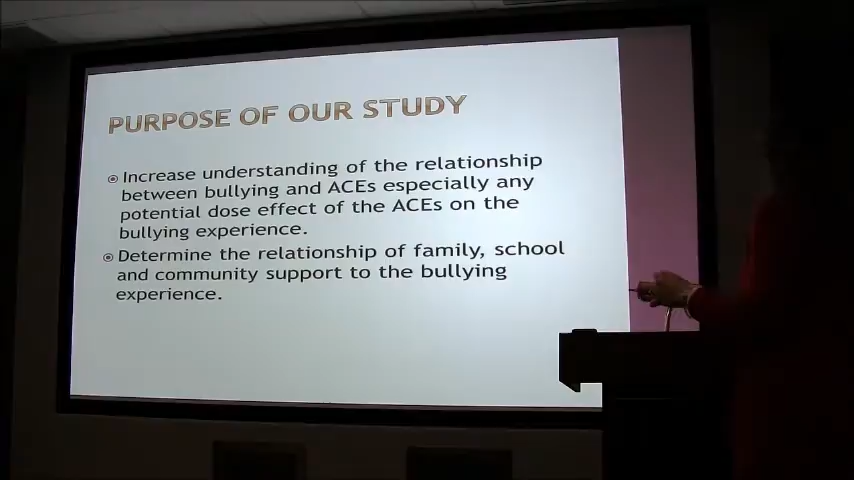 PURPOSE OF OUR STUDY
Increase understanding of the relationship
between bullying and ACEs especially any
potential dose effect of the ACEs on the
bullying experience.
Determine the relationship of family, school
and community support to the bullying
experience.